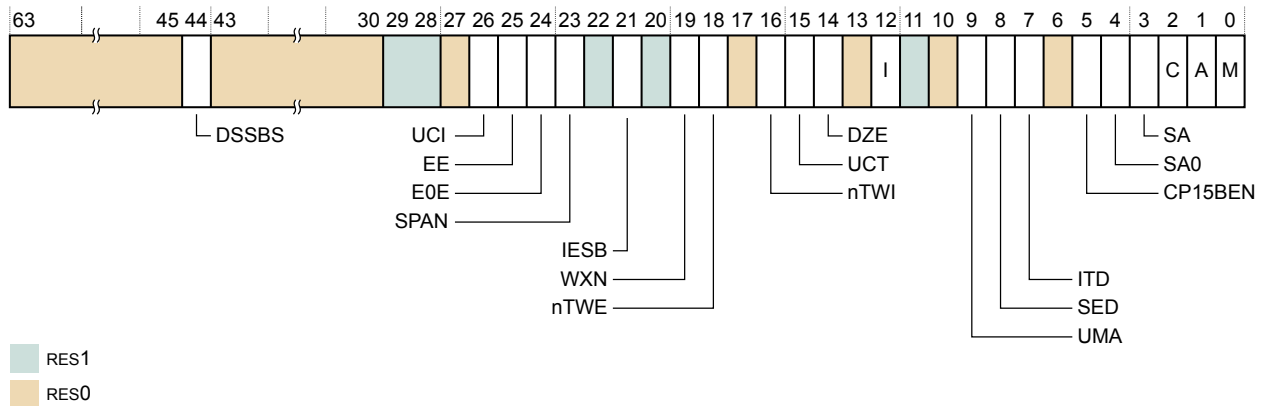 63 45 44 43 30 29 28 27 26 25 24 23 22 21 20 19 18 17 16 15 14 13 12 11 10 9 8 7 6 5 4 3 2 1 0
I C A M
DSSBS UCI DZE SA
EE UCT SA0
E0E nTWI CP15BEN
SPAN
IESB
WXN ITD
nTWE SED
UMA
RES1
RES0